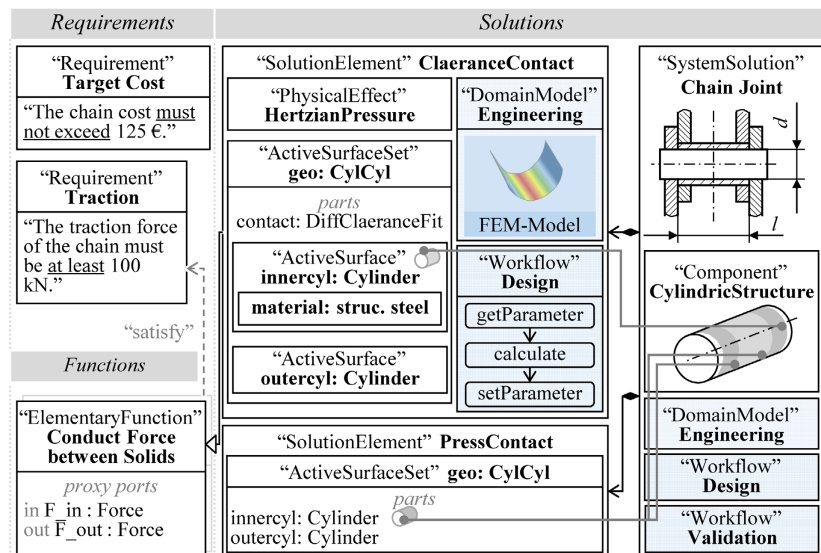 Requirements
Solutions
“Requirement”
Target Cost
“The chain cost must
not exceed 125 €.”
“Requirement”
Traction
“The traction force
of the chain must
be at least 100
kN.”
“satisfy”
Functions
“ElementaryFunction”
Conduct Force
between Solids
proxy ports
in F_in : Force
out F_out : Force
“SolutionElement” ClaeranceContact
“PhysicalEffect”
HertzianPressure
“ActiveSurfaceSet”
geo: CylCyl
parts
contact: DiffClaeranceFit
“ActiveSurface”
innercyl: Cylinder
material: struc. steel
“ActiveSurface”
outercyl: Cylinder
“DomainModel”
Engineering
FEM-Model
“Workflow”
Design
getParameter
calculate
setParameter
“SolutionElement” PressContact
“ActiveSurfaceSet” geo: CylCyl
parts
innercyl: Cylinder
outercyl: Cylinder
“SystemSolution”
Chain Joint
d
l
“Component”
CylindricStructure
“DomainModel”
Engineering
“Workflow”
Design
“Workflow”
Validation